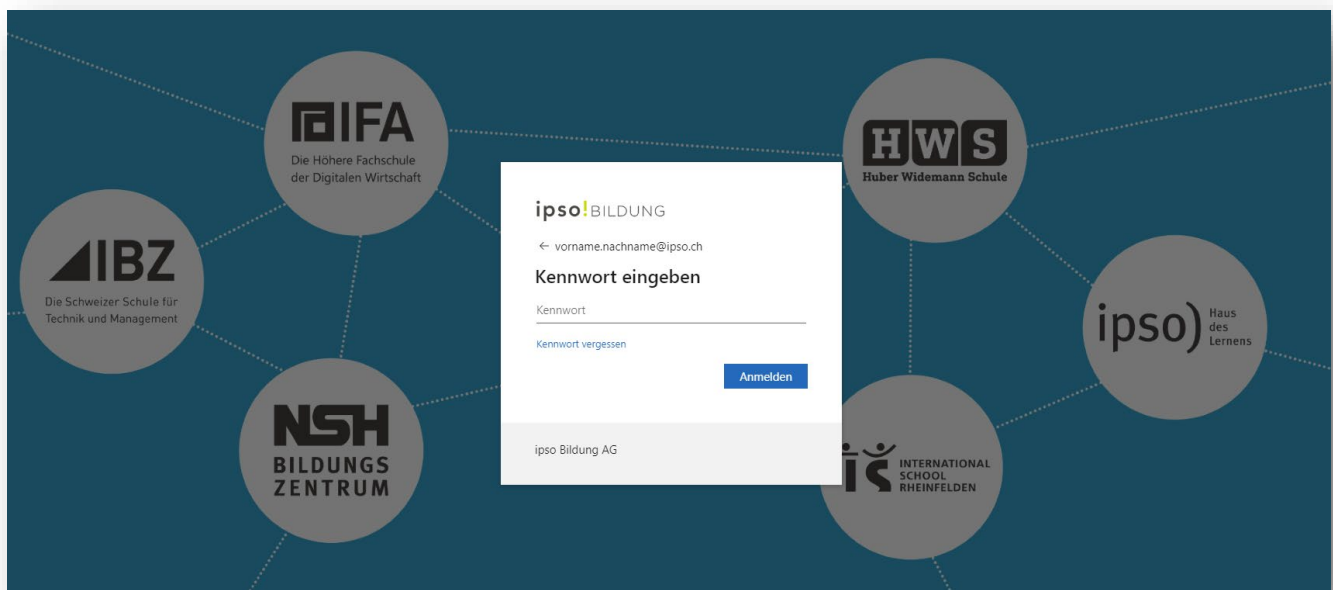 IFA
Die Höhere Fachschule
der Digitalen Wirtschaft
HWS
Huber Widemann Schule
IBZ
Die Schweizer Schule für
Technik und Management
ipso!BILDUNG
← vorname.nachname@ipso.ch
Kennwort eingeben
Kennwort
Kennwort vergessen
Anmelden
ipso Bildung AG
ipso) Haus
des
Lernens
NSH
BILDUNGS
ZENTRUM
is INTERNATIONAL
SCHOOL
RHEINFELDEN